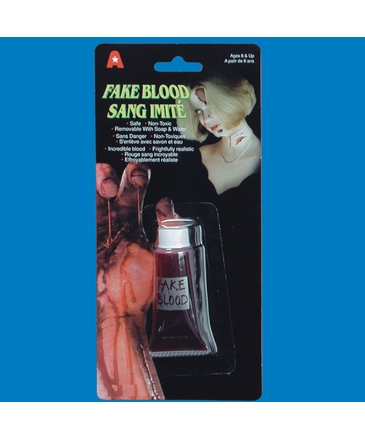 A
Ages 8 & Up
A patir de 8 ans
FAKE BLOOD
SANG IMITÉ
• Safe • Non-Toxic
• Removable With Soap & Water
• Sans Danger • Non-Toxiques
• S'enlève avec savon et eau
• Incredible blood • Frightfully realistic
• Rouge sang incroyable
• Effroyablement réaliste
FAKE
BLOOD